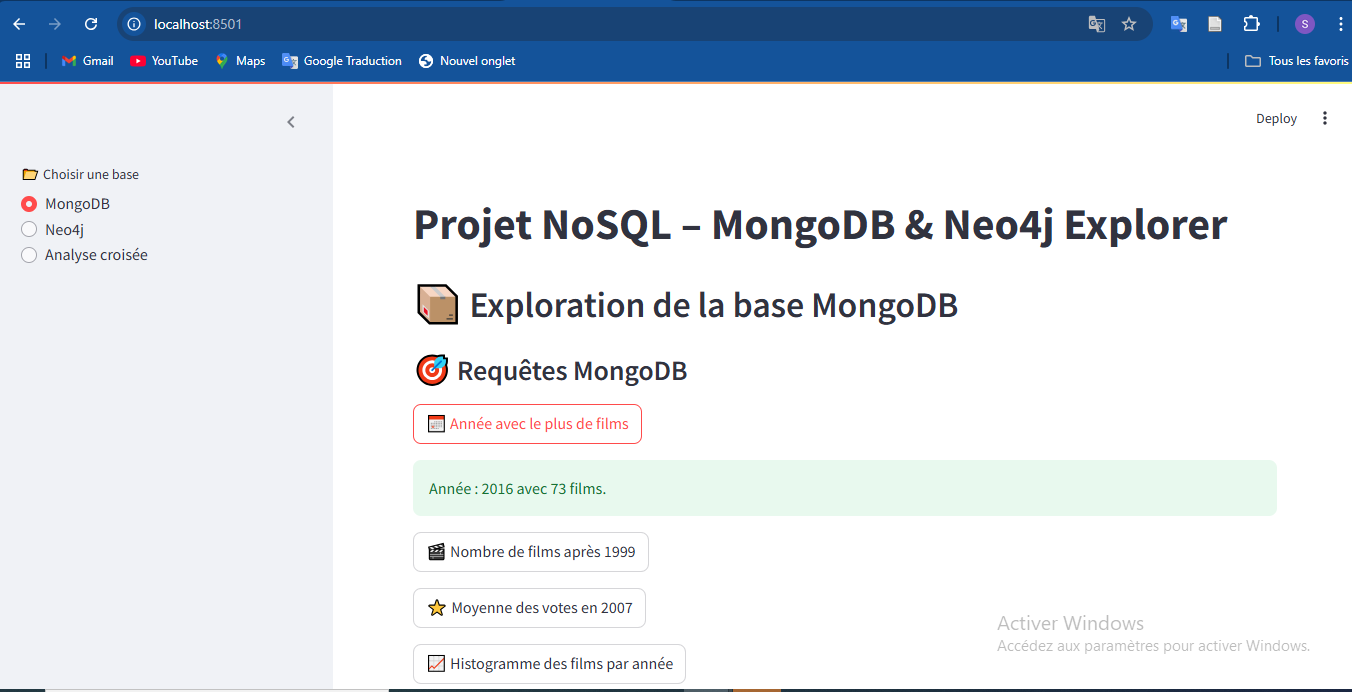 localhost:8501
S
Gmail
YouTube
Maps
Google Traduction
Nouvel onglet
Tous les favoris
Deploy
Choisir une base
MongoDB
Neo4j
Analyse croisée
Projet NoSQL – MongoDB & Neo4j Explorer
Exploration de la base MongoDB
Requêtes MongoDB
Année avec le plus de films
Année : 2016 avec 73 films.
Nombre de films après 1999
Moyenne des votes en 2007
Histogramme des films par année
Activer Windows
Accédez aux paramètres pour activer Windows.